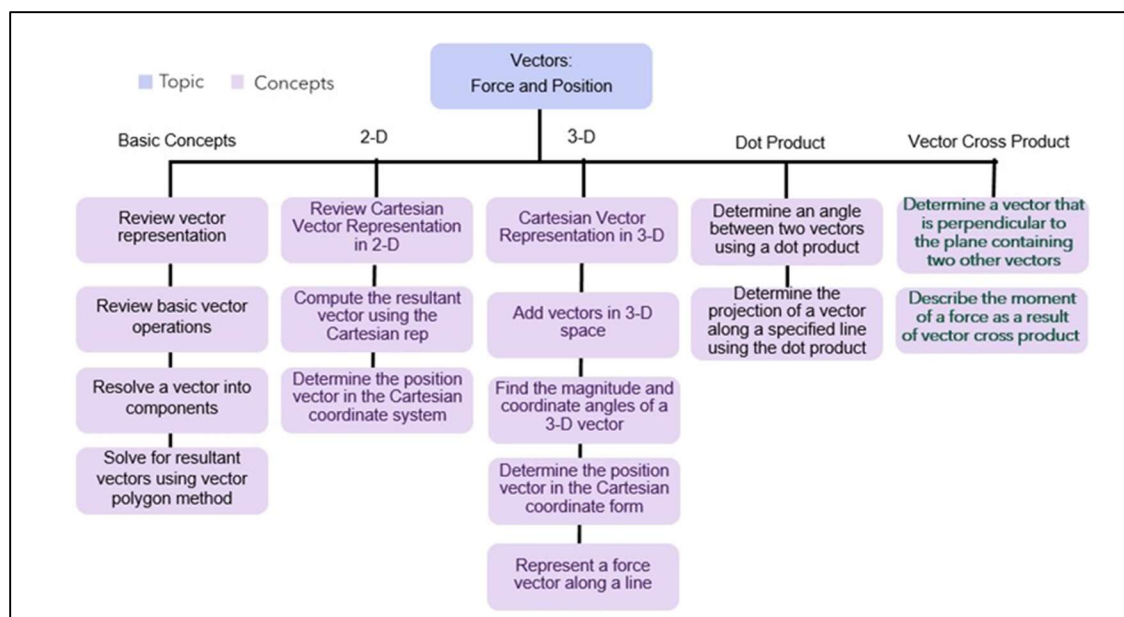 Vectors:
Force and Position
Topic
Concepts
Basic Concepts
2-D
3-D
Dot Product
Vector Cross Product
Review vector
representation
Review basic vector
operations
Resolve a vector into
components
Solve for resultant
vectors using vector
polygon method
Review Cartesian
Vector Representation
in 2-D
Compute the resultant
vector using the
Cartesian rep
Determine the position
vector in the Cartesian
coordinate system
Cartesian Vector
Representation in 3-D
Add vectors in 3-D
space
Find the magnitude and
coordinate angles of a
3-D vector
Determine the position
vector in the Cartesian
coordinate form
Represent a force
vector along a line
Determine an angle
between two vectors
using a dot product
Determine the
projection of a vector
along a specified line
using the dot product
Determine a vector that
is perpendicular to
the plane containing
two other vectors
Describe the moment
of a force as a result
of vector cross product